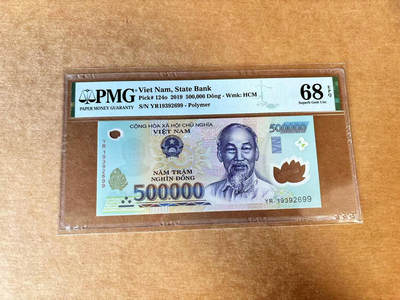 PMG
PAPER MONEY GUARANTY
Viet Nam, State Bank
Pick# 124o 2019 500,000 Đồng - Wmk: HCM
S/N YR19392699 - Polymer
68 EPQ
Superb Gem Unc
CỘNG HÒA XÃ HỘI CHỦ NGHĨA
VIỆT NAM
500000
YR 19392699
NĂM TRĂM
NGHÌN ĐỒNG
500000
YR 19392699